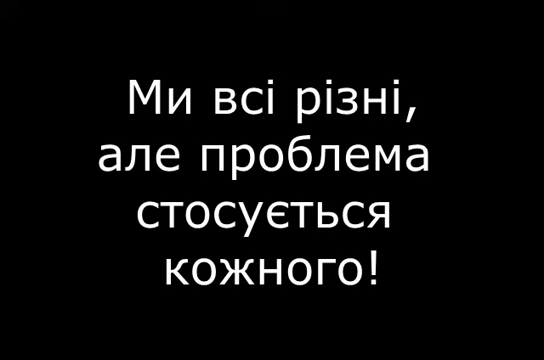 Ми всі різні,
але проблема
стосується
кожного!